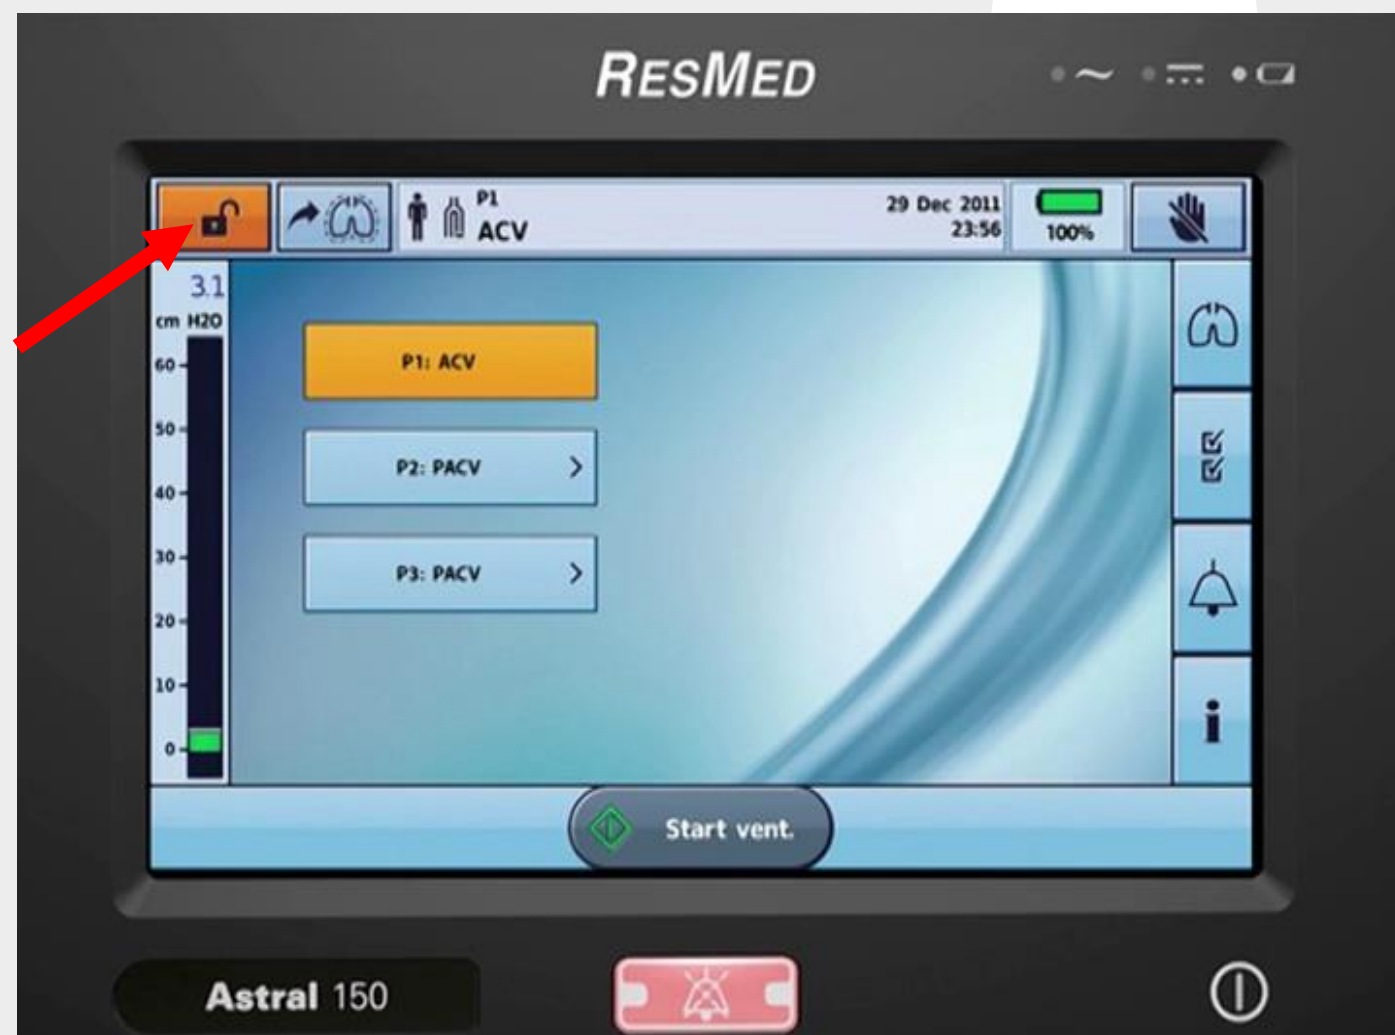 RESMED
P1
ACV
29 Dec 2011
23:56
100%
3.1
cm H2O
60
50
40
30
20
10
0
P1: ACV
P2: PACV
P3: PACV
Start vent.
Astral 150